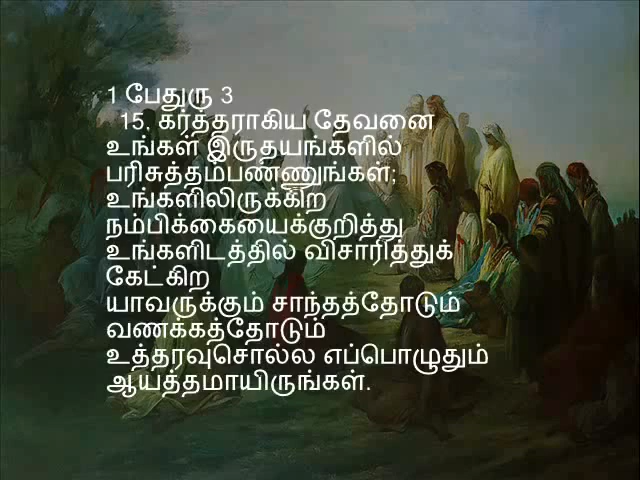 1 பேதுரு 3
15. கர்த்தராகிய தேவனை
உங்கள் இருதயங்களில்
பரிசுத்தம்பண்ணுங்கள்;
உங்களிலிருக்கிற
நம்பிக்கையைக்குறித்து
உங்களிடத்தில் விசாரித்துக்
கேட்கிற
யாவருக்கும் சாந்தத்தோடும்
வணக்கத்தோடும்
உத்தரவுசொல்ல எப்பொழுதும்
ஆயத்தமாயிருங்கள்.